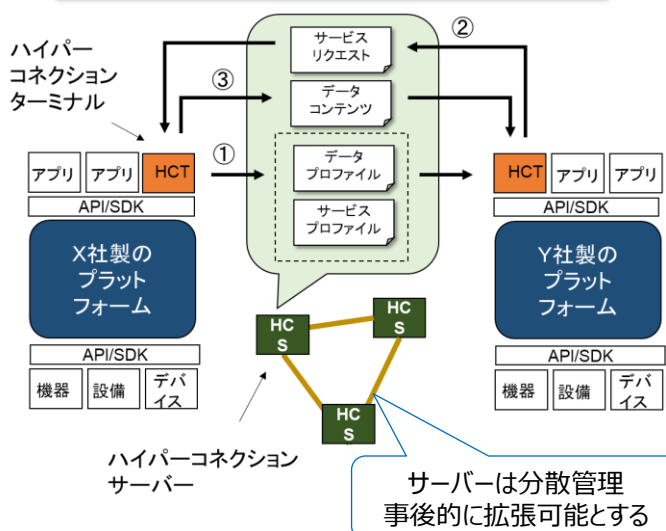 サービス
リクエスト
②
ハイパー
コネクション
ターミナル
③
データ
コンテンツ
①
アプリ
アプリ
HCT
データ
プロファイル
HCT
アプリ
アプリ
API/SDK
サービス
プロファイル
API/SDK
X社製の
プラット
フォーム
Y社製の
プラット
フォーム
HC
S
HC
S
API/SDK
API/SDK
機器
設備
デバ
イス
機器
設備
デバ
イス
HC
S
ハイパーコネクション
サーバー
サーバーは分散管理
事後的に拡張可能とする